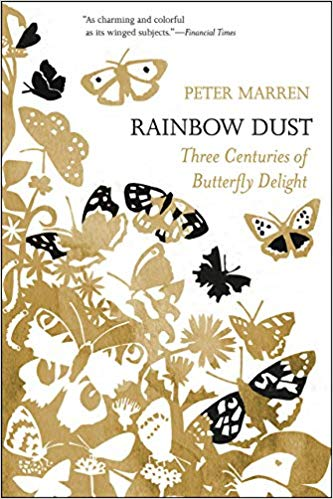 "As charming and colorful
as its winged subjects."—Financial Times
PETER MARREN
RAINBOW DUST
Three Centuries of
Butterfly Delight